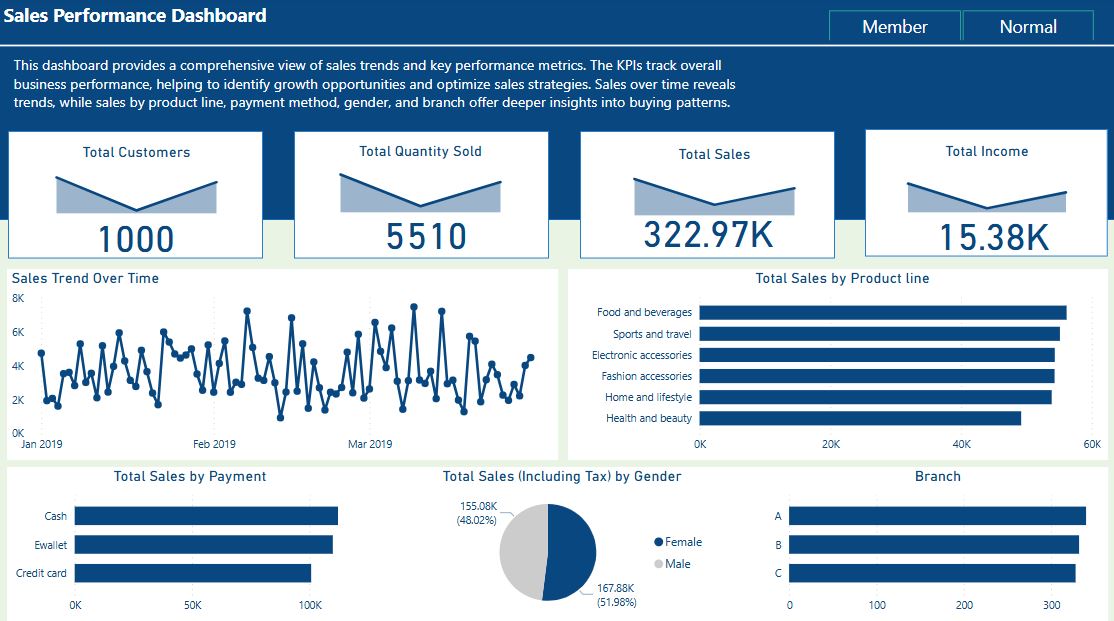 Sales Performance Dashboard
Member
Normal
This dashboard provides a comprehensive view of sales trends and key performance metrics. The KPIs track overall
business performance, helping to identify growth opportunities and optimize sales strategies. Sales over time reveals
trends, while sales by product line, payment method, gender, and branch offer deeper insights into buying patterns.
Total Customers
1000
Total Quantity Sold
5510
Total Sales
322.97K
Total Income
15.38K
Sales Trend Over Time
8K
6K
4K
2K
0K
Jan 2019
Feb 2019
Mar 2019
Total Sales by Product line
Food and beverages
Sports and travel
Electronic accessories
Fashion accessories
Home and lifestyle
Health and beauty
0K
20K
40K
60K
Total Sales by Payment
Cash
Ewallet
Credit card
0K
50K
100K
Total Sales (Including Tax) by Gender
155.08K
(48.02%)
Female
Male
167.88K
(51.98%)
Branch
A
B
C
0
100
200
300